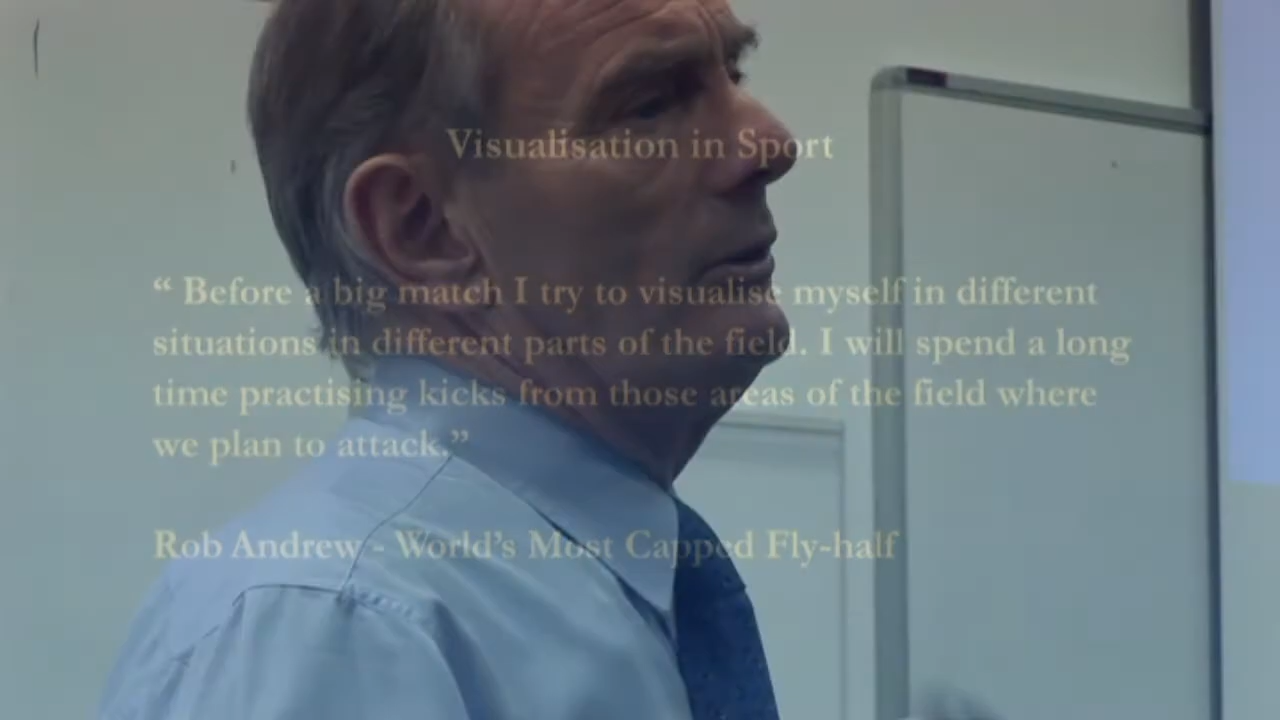 Visualisation in Sport
“ Before a big match I try to visualise myself in different
situations in different parts of the field. I will spend a long
time practising kicks from those areas of the field where
we plan to attack.”
Rob Andrew - World’s Most Capped Fly-half